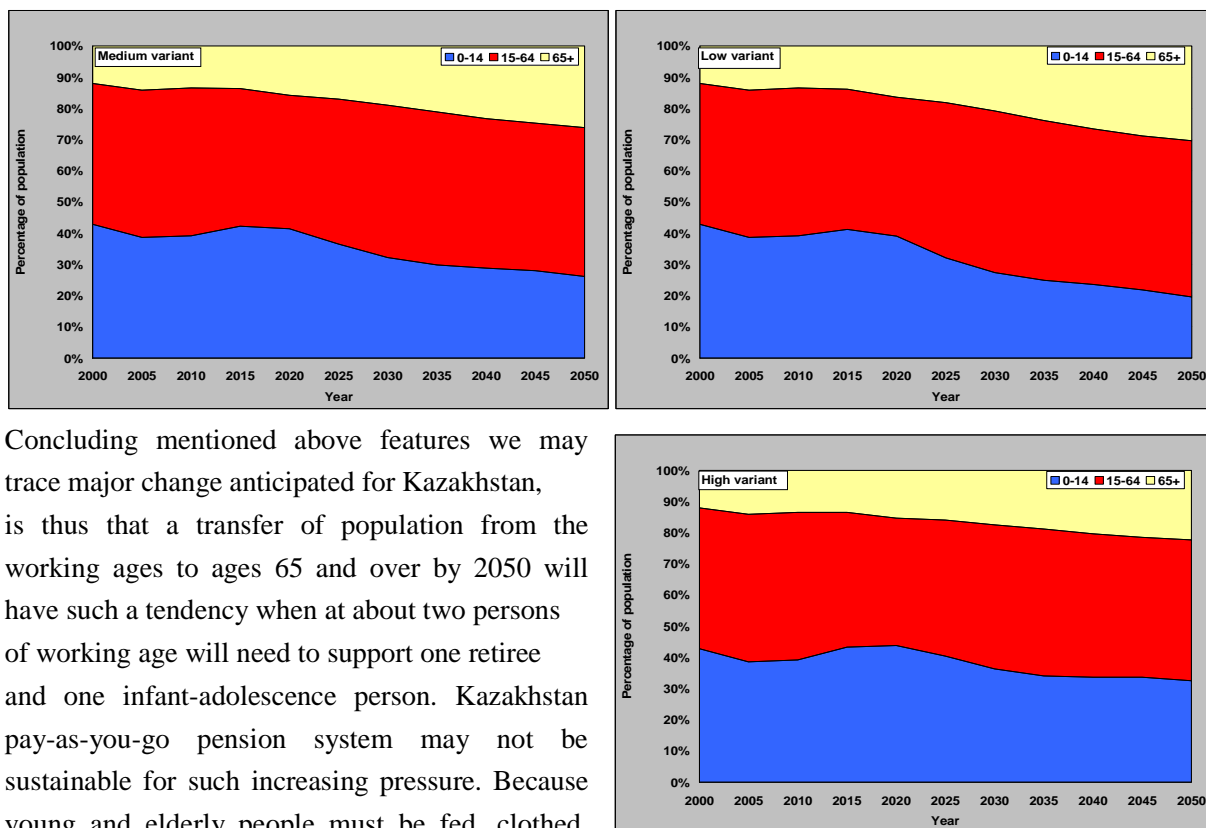 Medium variant
0-14 15-64 65+
100%
90%
80%
70%
60%
50%
40%
30%
20%
10%
0%
Percentage of population
2000 2005 2010 2015 2020 2025 2030 2035 2040 2045 2050
Year
Low variant
0-14 15-64 65+
100%
90%
80%
70%
60%
50%
40%
30%
20%
10%
0%
Percentage of population
2000 2005 2010 2015 2020 2025 2030 2035 2040 2045 2050
Year
Concluding mentioned above features we may
trace major change anticipated for Kazakhstan,
is thus that a transfer of population from the
working ages to ages 65 and over by 2050 will
have such a tendency when at about two persons
of working age will need to support one retiree
and one infant-adolescence person. Kazakhstan
pay-as-you-go pension system may not be
sustainable for such increasing pressure. Because
young and elderly people must be fed, clothed,
High variant
0-14 15-64 65+
100%
90%
80%
70%
60%
50%
40%
30%
20%
10%
0%
Percentage of population
2000 2005 2010 2015 2020 2025 2030 2035 2040 2045 2050
Year